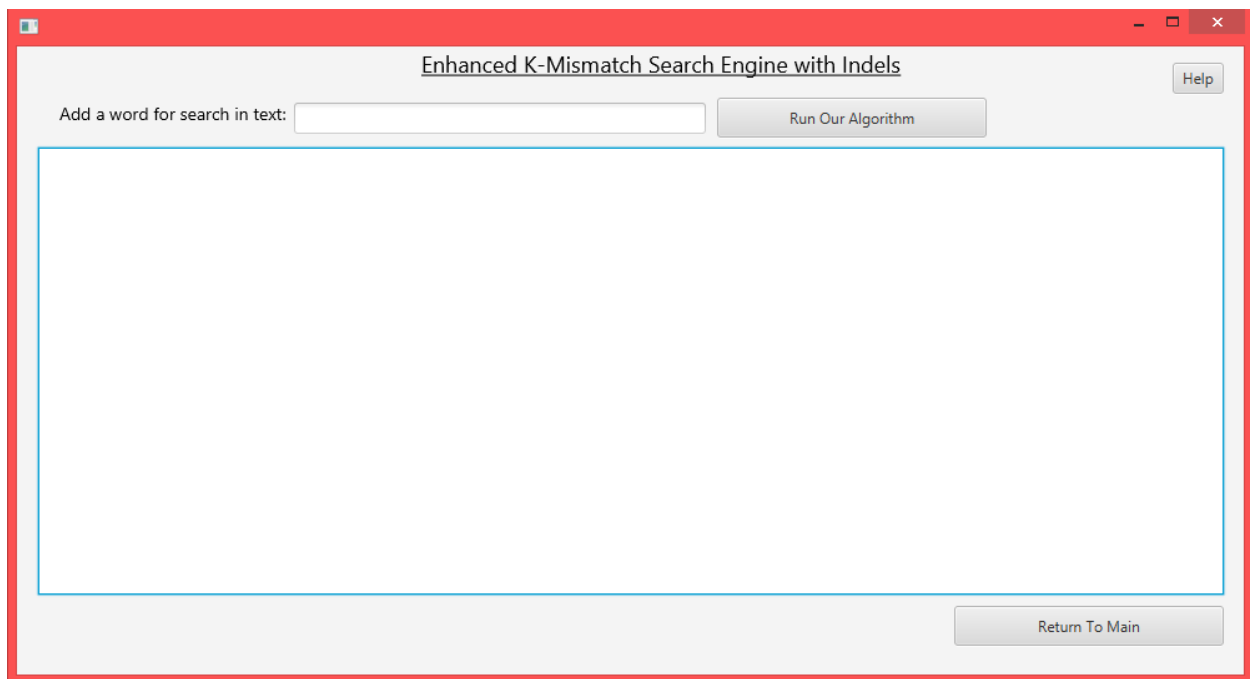 Enhanced K-Mismatch Search Engine with Indels
Help
Add a word for search in text:
Run Our Algorithm
Return To Main